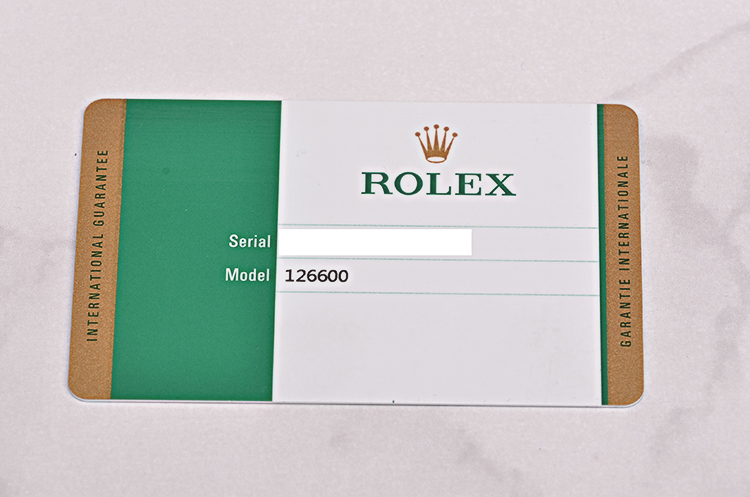 INTERNATIONAL GUARANTEE
ROLEX
Serial
Model 126600
GARANTIE INTERNATIONALE